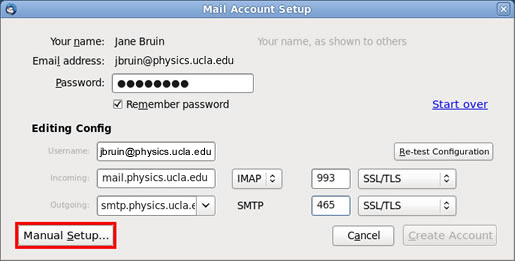 Mail Account Setup
Your name: Jane Bruin Your name, as shown to others
Email address: jbruin@physics.ucla.edu
Password: ●●●●●●●●
Remember password
Start over
Editing Config
Username: jbruin@physics.ucla.edu Re-test Configuration
Incoming: mail.physics.ucla.edu IMAP 993 SSL/TLS
Outgoing: smtp.physics.ucla.e SMTP 465 SSL/TLS
Manual Setup... Cancel Create Account